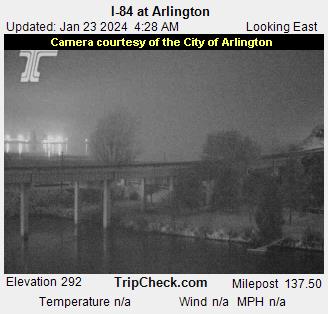 I-84 at Arlington
Updated: Jan 23 2024 4:28 AM Looking East
Camera courtesy of the City of Arlington
Elevation 292 TripCheck.com Milepost 137.50
Temperature n/a Wind n/a MPH n/a